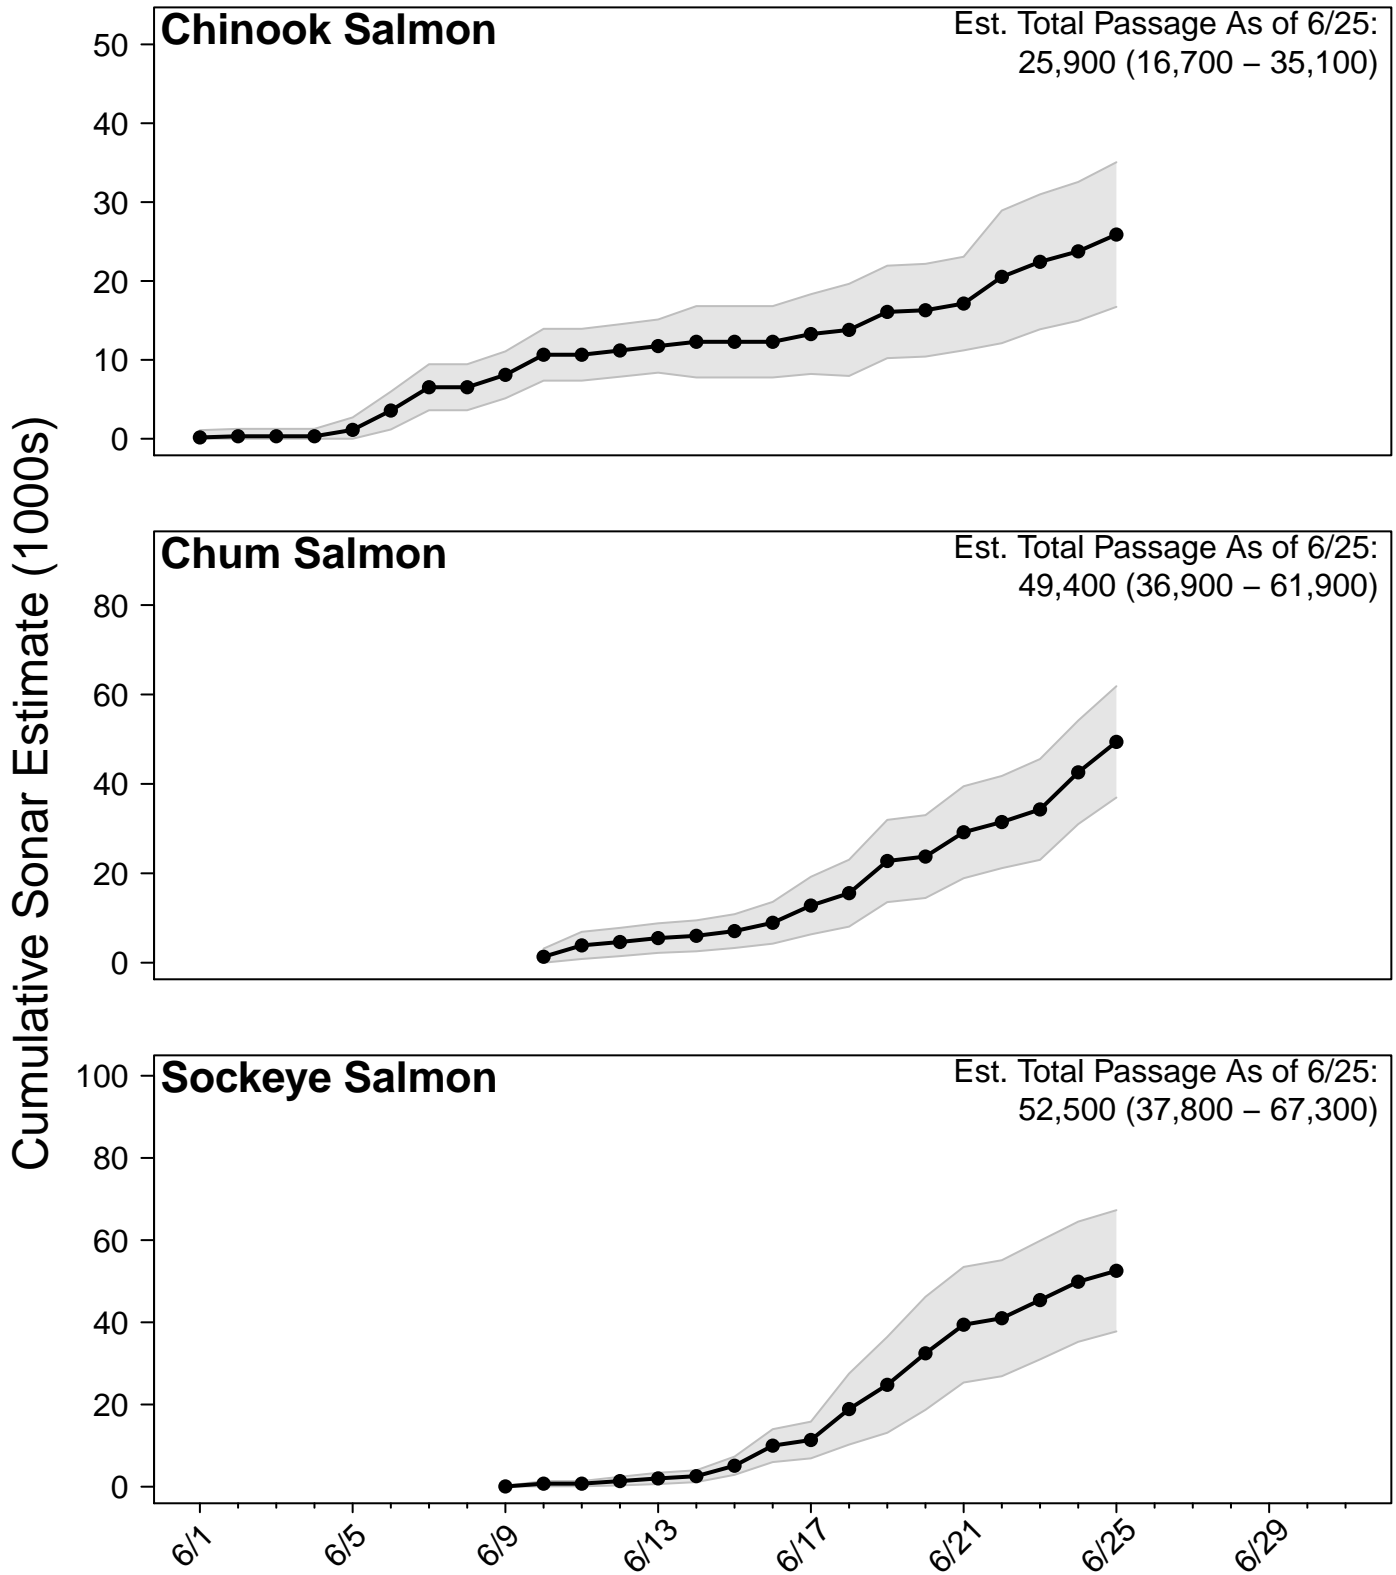 Cumulative Sonar Estimate (1000s)
Chinook Salmon
Est. Total Passage As of 6/25:
25,900 (16,700 – 35,100)
50
40
30
20
10
0
Chum Salmon
Est. Total Passage As of 6/25:
49,400 (36,900 – 61,900)
80
60
40
20
0
Sockeye Salmon
Est. Total Passage As of 6/25:
52,500 (37,800 – 67,300)
100
80
60
40
20
0
6/1 6/5 6/9 6/13 6/17 6/21 6/25 6/29